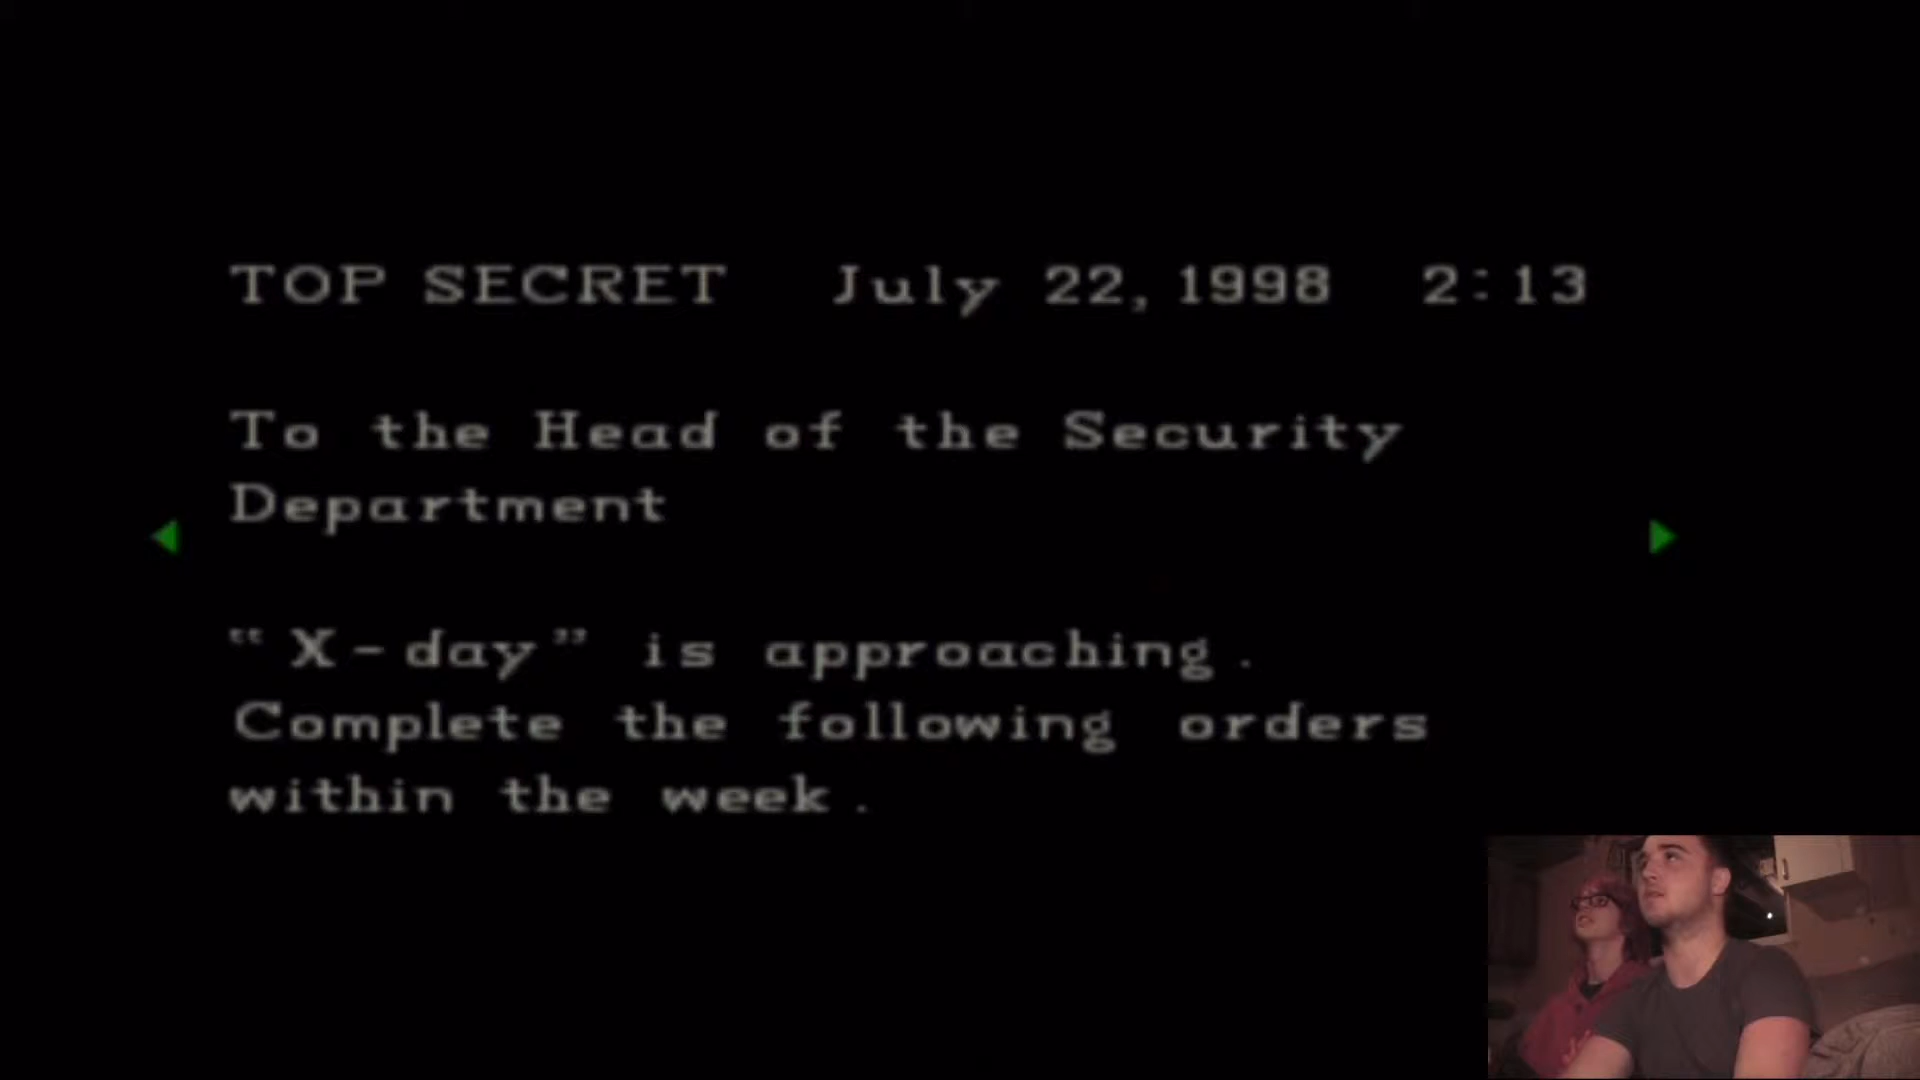 TOP SECRET July 22, 1998 2:13
To the Head of the Security
Department
“X-day” is approaching.
Complete the following orders
within the week.